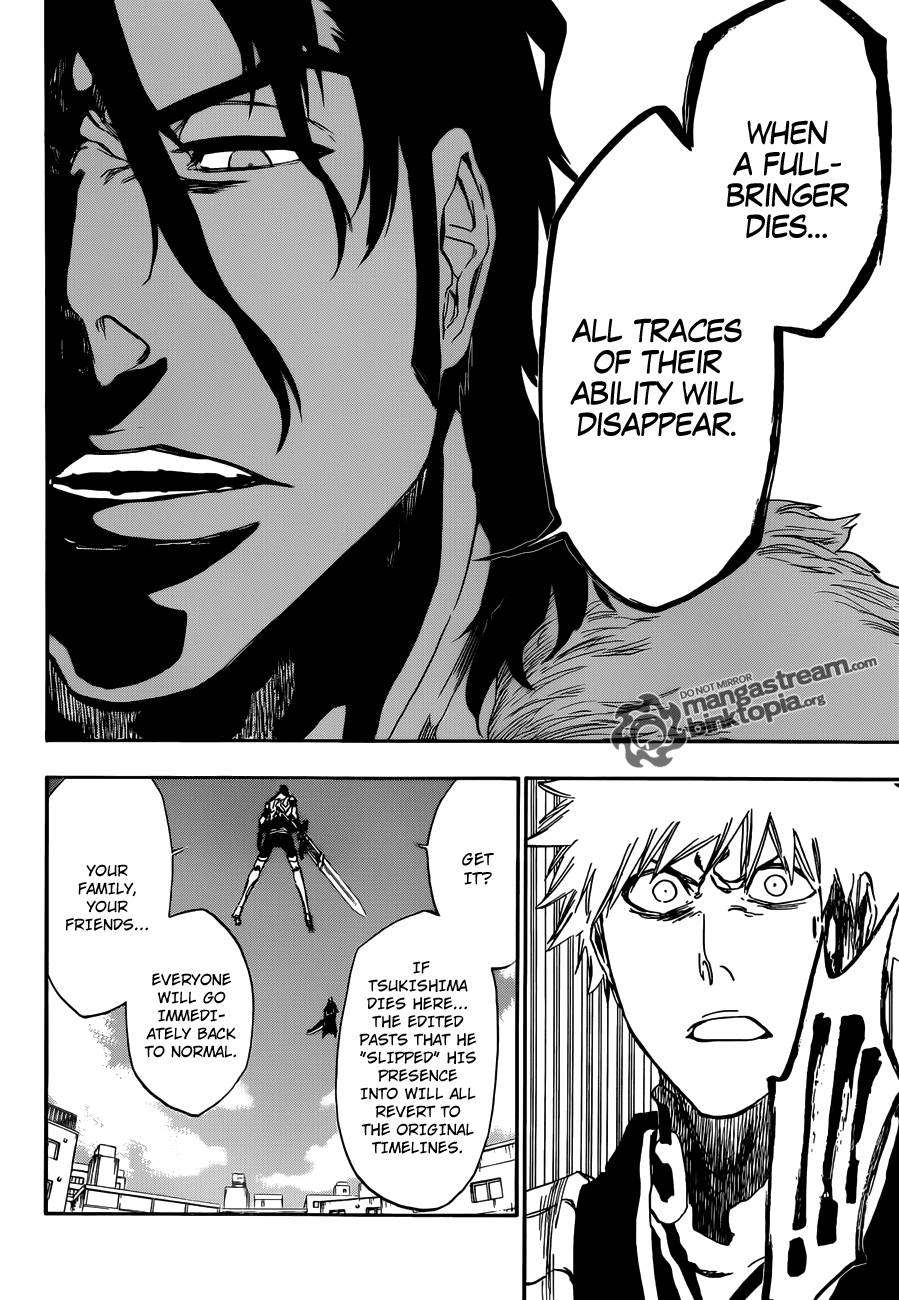 WHEN
A FULL-
BRINGER
DIES...
ALL TRACES
OF THEIR
ABILITY WILL
DISAPPEAR.
DO NOT MIRROR
mangastream.com
binktopia.org
GET
IT?
IF
TSUKISHIMA
DIES HERE...
THE EDITED
PASTS THAT HE
"SLIPPED" HIS
PRESENCE
INTO WILL ALL
REVERT TO
THE ORIGINAL
TIMELINES.
YOUR
FAMILY,
YOUR
FRIENDS...
EVERYONE
WILL GO
IMMEDI-
ATELY BACK
TO NORMAL.